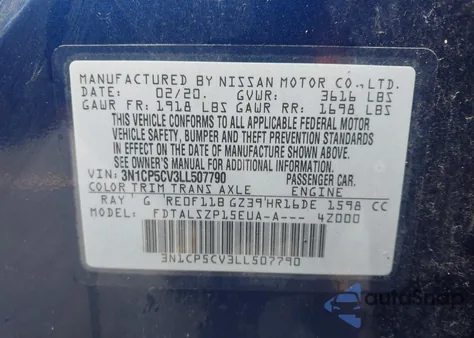 MANUFACTURED BY NISSAN MOTOR CO.,LTD.
DATE: 02/20. GVWR: 3616 LBS
GAWR FR: 1918 LBS GAWR RR: 1698 LBS
THIS VEHICLE CONFORMS TO ALL APPLICABLE FEDERAL MOTOR
VEHICLE SAFETY, BUMPER AND THEFT PREVENTION STANDARDS
IN EFFECT ON THE DATE OF MANUFACTURE SHOWN ABOVE.
SEE OWNER'S MANUAL FOR ADDITIONAL INFORMATION.
VIN: 3N1CP5CV3LL507790 PASSENGER CAR.
COLOR TRIM TRANS AXLE ENGINE
RAY G RE0F11B GZ39 HR16DE 1598 CC
MODEL: FDTALSZP15EUA-A--- 4Z000
3N1CP5CV3LL507790
autoSnap